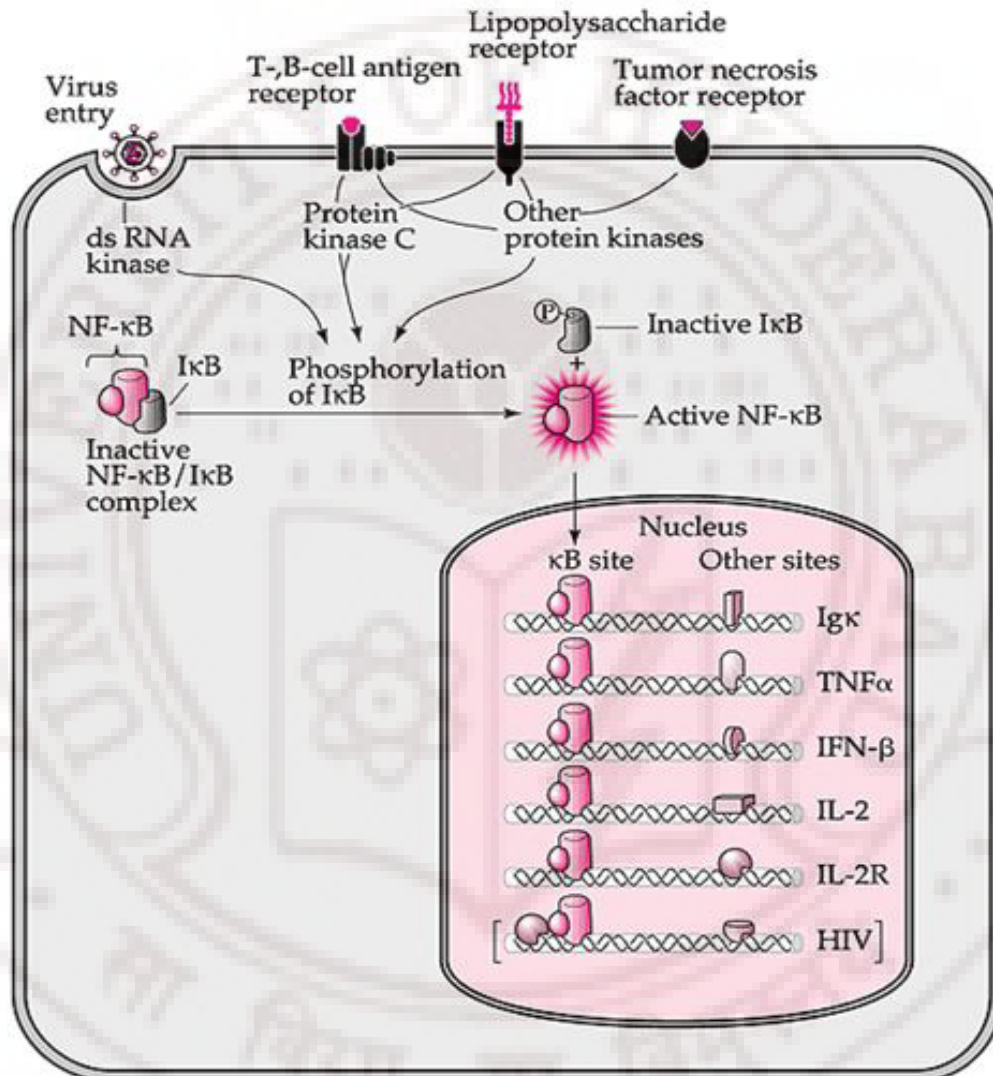 Lipopolysaccharide
receptor
T-,B-cell antigen
receptor
Tumor necrosis
factor receptor
Virus
entry
ds RNA
kinase
Protein
kinase C
Other
protein kinases
NF-κB
IκB
Phosphorylation
of IκB
P
Inactive IκB
+
Active NF-κB
Inactive
NF-κB/IκB
complex
Nucleus
κB site
Other sites
Igκ
TNFα
IFN-β
IL-2
IL-2R
[HIV]